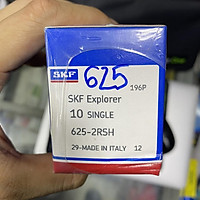 SKF
625
196P
SKF Explorer
10 SINGLE
625-2RSH
29-MADE IN ITALY 12